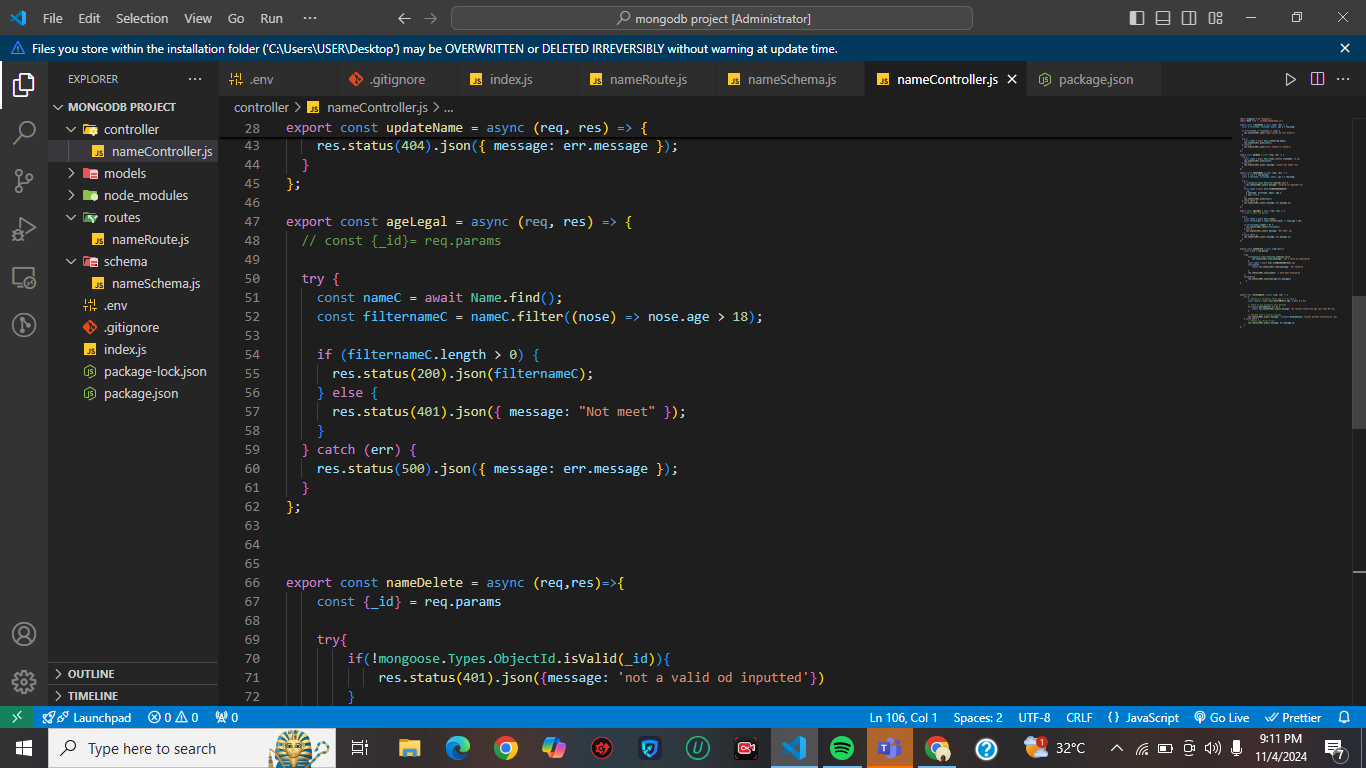 File Edit Selection View Go Run ··· mongodb project [Administrator]
Files you store within the installation folder ('C:\Users\USER\Desktop') may be OVERWRITTEN or DELETED IRREVERSIBLY without warning at update time.
EXPLORER ··· .env .gitignore index.js nameRoute.js nameSchema.js nameController.js package.json
MONGODB PROJECT
controller
nameController.js
models
node_modules
routes
nameRoute.js
schema
nameSchema.js
.env
.gitignore
index.js
package-lock.json
package.json
OUTLINE
TIMELINE
controller > nameController.js > ...
28 export const updateName = async (req, res) => {
43 res.status(404).json({ message: err.message });
44 }
45 };
46
47 export const ageLegal = async (req, res) => {
48 // const {_id}= req.params
49
50 try {
51 const nameC = await Name.find();
52 const filternameC = nameC.filter((nose) => nose.age > 18);
53
54 if (filternameC.length > 0) {
55 res.status(200).json(filternameC);
56 } else {
57 res.status(401).json({ message: "Not meet" });
58 }
59 } catch (err) {
60 res.status(500).json({ message: err.message });
61 }
62 };
63
64
65
66 export const nameDelete = async (req,res)=>{
67 const {_id} = req.params
68
69 try{
70 if(!mongoose.Types.ObjectId.isValid(_id)){
71 res.status(401).json({message: 'not a valid od inputted'})
72 }
Launchpad 0 0 0 Ln 106, Col 1 Spaces: 2 UTF-8 CRLF {} JavaScript Go Live Prettier
Type here to search 1 32°C 9:11 PM
11/4/2024 7